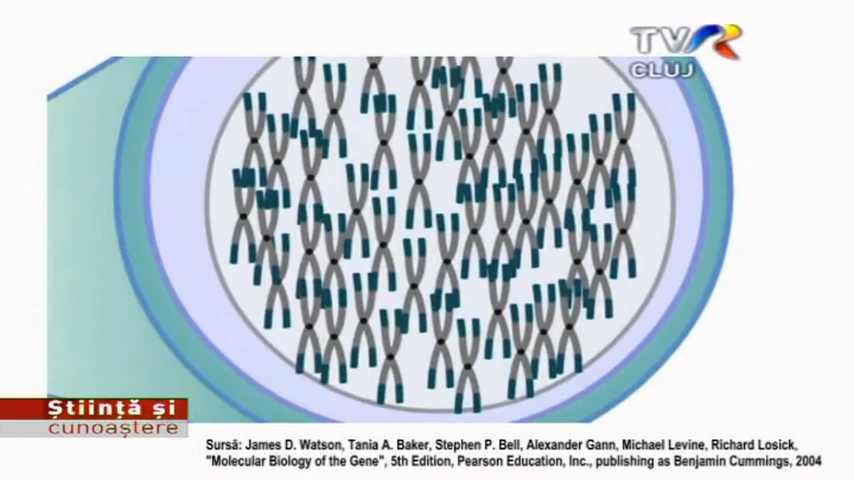 TVR
CLUJ
Știință și
cunoaștere
Sursă: James D. Watson, Tania A. Baker, Stephen P. Bell, Alexander Gann, Michael Levine, Richard Losick,
"Molecular Biology of the Gene", 5th Edition, Pearson Education, Inc., publishing as Benjamin Cummings, 2004